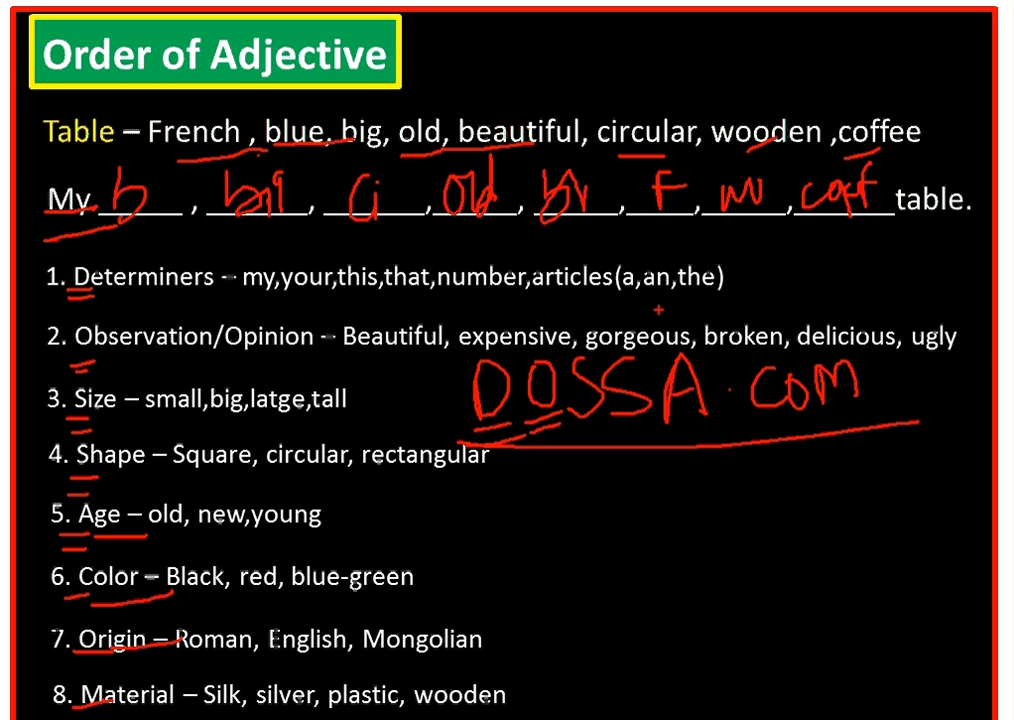 Order of Adjective
Table – French , blue, big, old, beautiful, circular, wooden ,coffee
My b , big, Ci, Old, bl, F, wo, coff table.
1. Determiners – my,your,this,that,number,articles(a,an,the)
2. Observation/Opinion – Beautiful, expensive, gorgeous, broken, delicious, ugly
3. Size – small,big,latge,tall
DOSSA.COM
4. Shape – Square, circular, rectangular
5. Age – old, new,young
6. Color – Black, red, blue-green
7. Origin – Roman, English, Mongolian
8. Material – Silk, silver, plastic, wooden